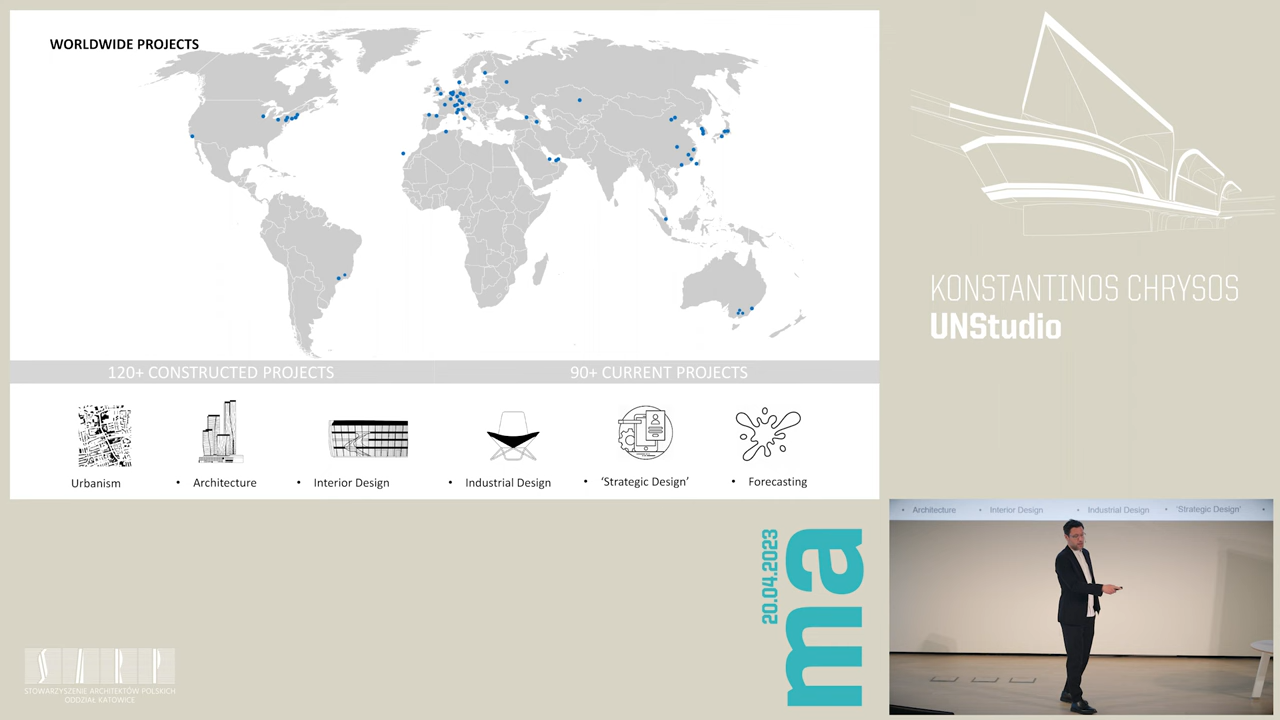 WORLDWIDE PROJECTS
120+ CONSTRUCTED PROJECTS
90+ CURRENT PROJECTS
Urbanism
• Architecture
• Interior Design
• Industrial Design
• ‘Strategic Design’
• Forecasting
KONSTANTINOS CHRYSOS
UNStudio
20.04.2023
ma
SARP
STOWARZYSZENIE ARCHITEKTÓW POLSKICH
ODDZIAŁ KATOWICE
• Architecture • Interior Design • Industrial Design • ‘Strategic Design’ •